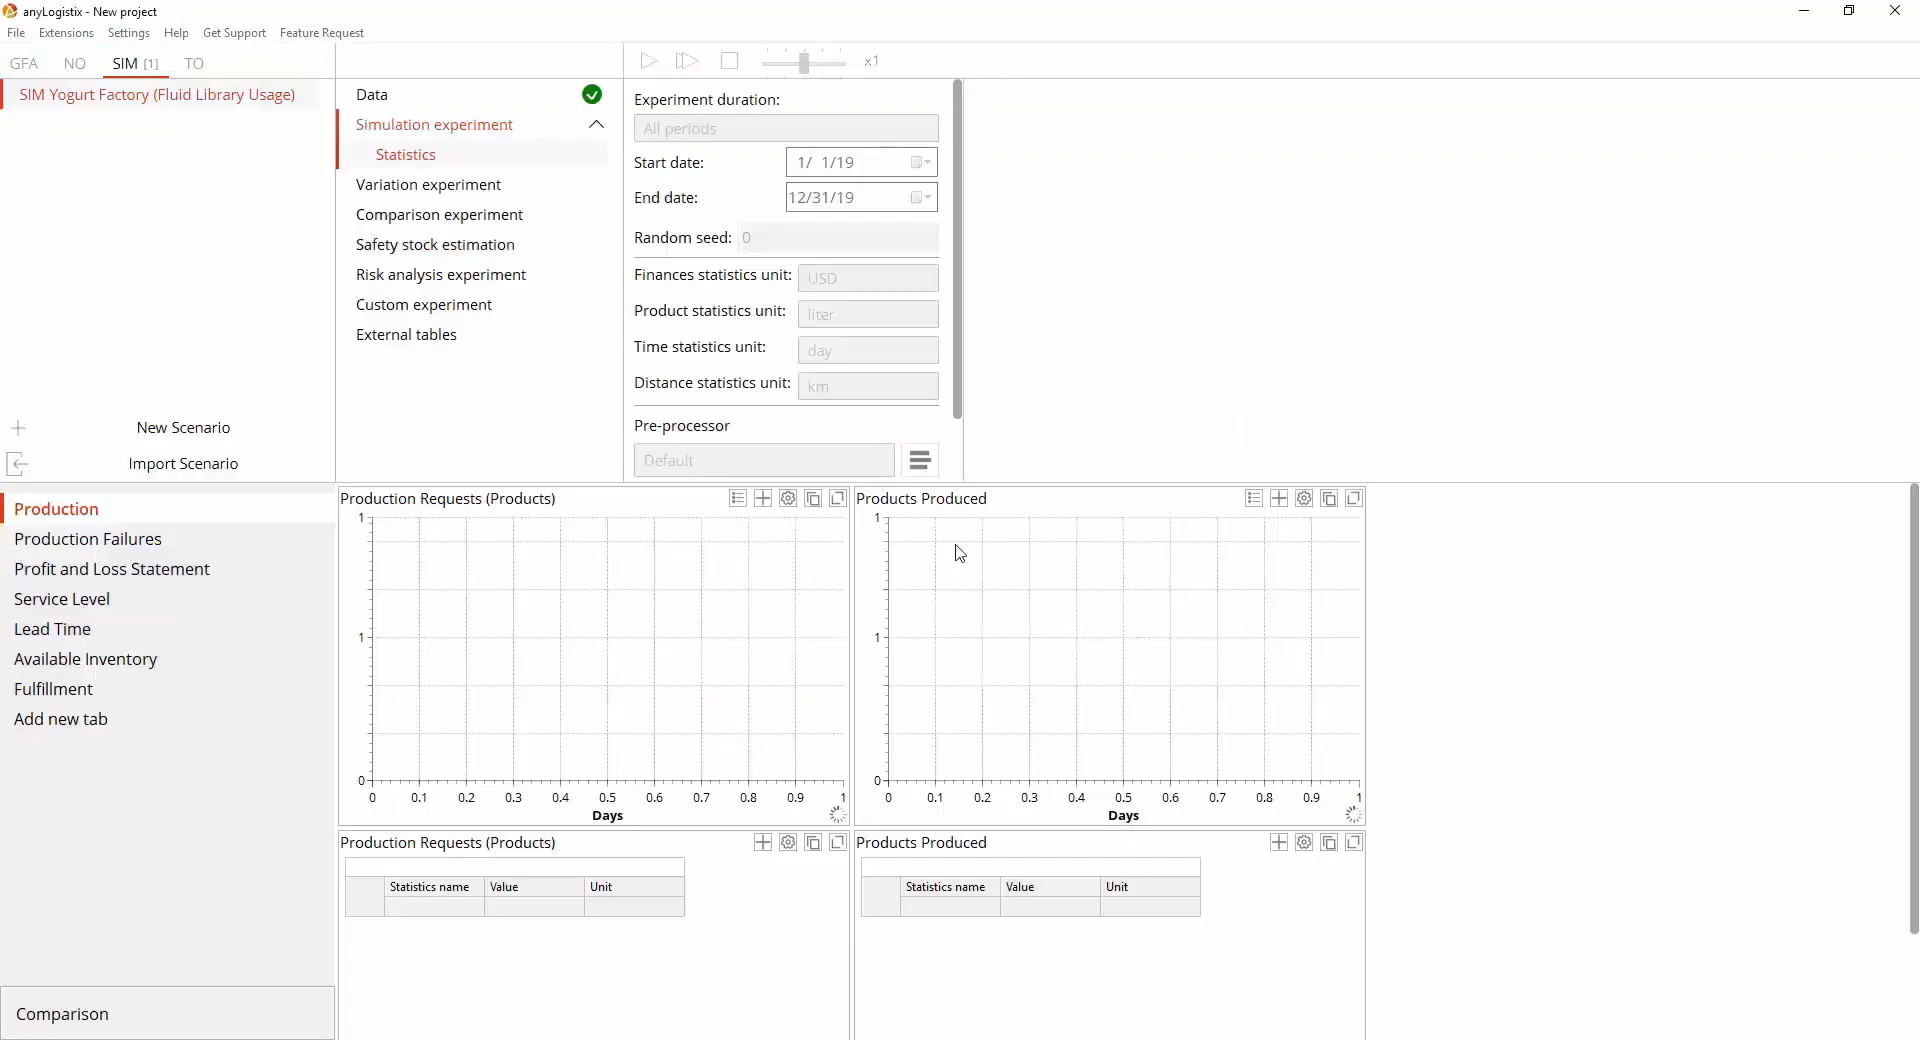 anyLogistix - New project
File Extensions Settings Help Get Support Feature Request
GFA NO SIM [1] TO
x1
SIM Yogurt Factory (Fluid Library Usage)
New Scenario
Import Scenario
Data
Simulation experiment
Statistics
Variation experiment
Comparison experiment
Safety stock estimation
Risk analysis experiment
Custom experiment
External tables
Experiment duration:
All periods
Start date: 1/ 1/19
End date: 12/31/19
Random seed: 0
Finances statistics unit: USD
Product statistics unit: liter
Time statistics unit: day
Distance statistics unit: km
Pre-processor
Default
Production
Production Failures
Profit and Loss Statement
Service Level
Lead Time
Available Inventory
Fulfillment
Add new tab
Comparison
Production Requests (Products)
1
1
0
0 0.1 0.2 0.3 0.4 0.5 0.6 0.7 0.8 0.9 1
Days
Products Produced
1
1
0
0 0.1 0.2 0.3 0.4 0.5 0.6 0.7 0.8 0.9 1
Days
Production Requests (Products)
Statistics name Value Unit
Products Produced
Statistics name Value Unit